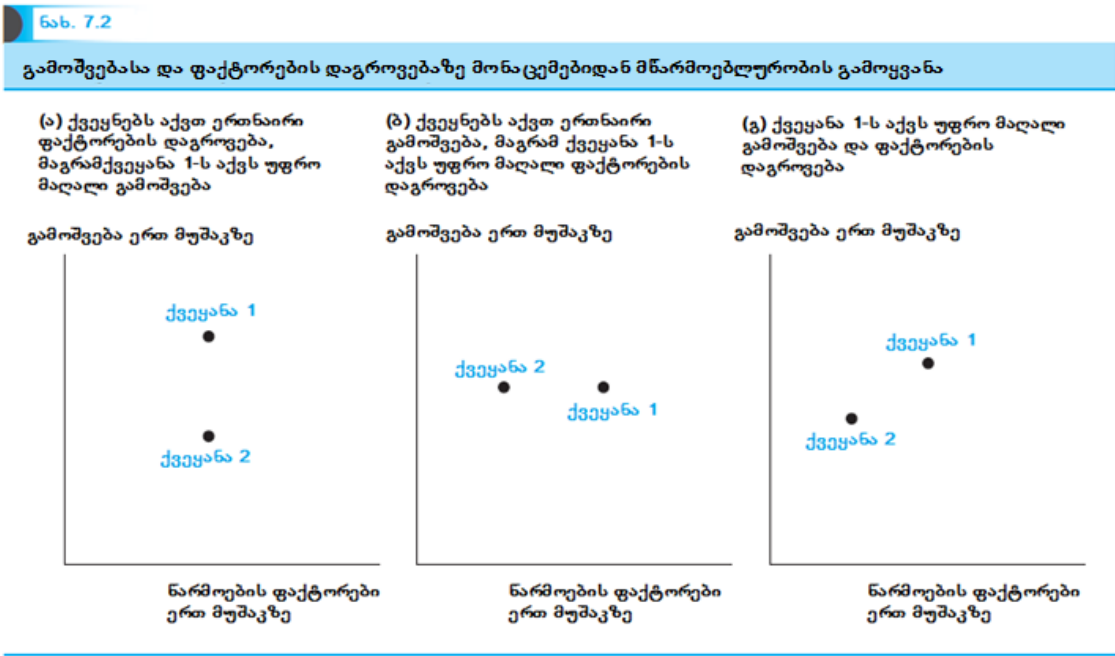 ნახ. 7.2
გამოშვებასა და ფაქტორების დაგროვებაზე მონაცემებიდან მწარმოებლურობის გამოყვანა
(ა) ქვეყნებს აქვთ ერთნაირი
ფაქტორების დაგროვება,
მაგრამქვეყანა 1-ს აქვს უფრო
მაღალი გამოშვება
გამოშვება ერთ მუშაკზე
ქვეყანა 1
ქვეყანა 2
წარმოების ფაქტორები
ერთ მუშაკზე
(ბ) ქვეყნებს აქვთ ერთნაირი
გამოშვება, მაგრამ ქვეყანა 1-ს
აქვს უფრო მაღალი ფაქტორების
დაგროვება
გამოშვება ერთ მუშაკზე
ქვეყანა 2
ქვეყანა 1
წარმოების ფაქტორები
ერთ მუშაკზე
(გ) ქვეყანა 1-ს აქვს უფრო მაღალი
გამოშვება და ფაქტორების
დაგროვება
გამოშვება ერთ მუშაკზე
ქვეყანა 1
ქვეყანა 2
წარმოების ფაქტორები
ერთ მუშაკზე